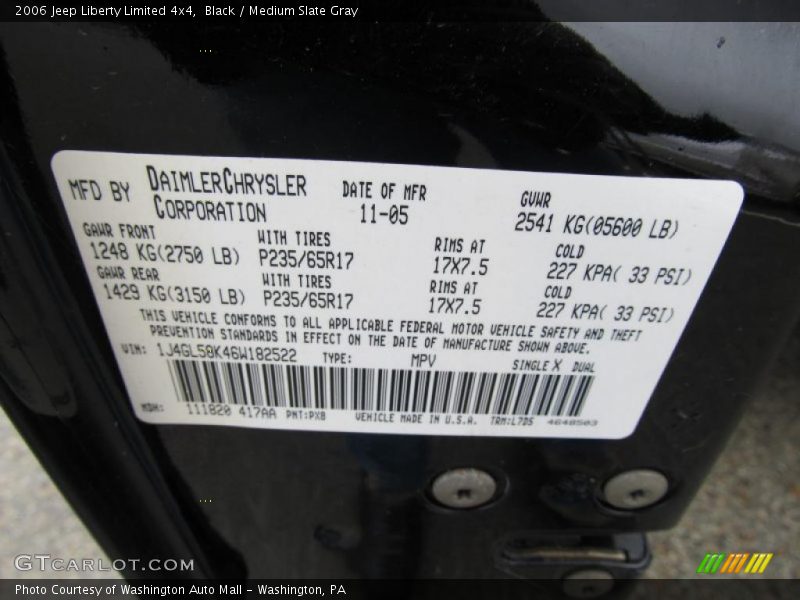 2006 Jeep Liberty Limited 4x4,  Black / Medium Slate Gray
MFD BY DAIMLERCHRYSLER CORPORATION
DATE OF MFR 11-05
GVWR 2541 KG(05600 LB)
GAWR FRONT WITH TIRES RIMS AT COLD
1248 KG(2750 LB) P235/65R17 17X7.5 227 KPA( 33 PSI)
GAWR REAR WITH TIRES RIMS AT COLD
1429 KG(3150 LB) P235/65R17 17X7.5 227 KPA( 33 PSI)
THIS VEHICLE CONFORMS TO ALL APPLICABLE FEDERAL MOTOR VEHICLE SAFETY AND THEFT
PREVENTION STANDARDS IN EFFECT ON THE DATE OF MANUFACTURE SHOWN ABOVE.
VIN: 1J4GL58K46W182522 TYPE: MPV SINGLE X DUAL
MDH: 111820 417AA PNT:PX8 VEHICLE MADE IN U.S.A. TRM:L7D5 4648503
GTCARLOT.COM
Photo Courtesy of Washington Auto Mall – Washington, PA